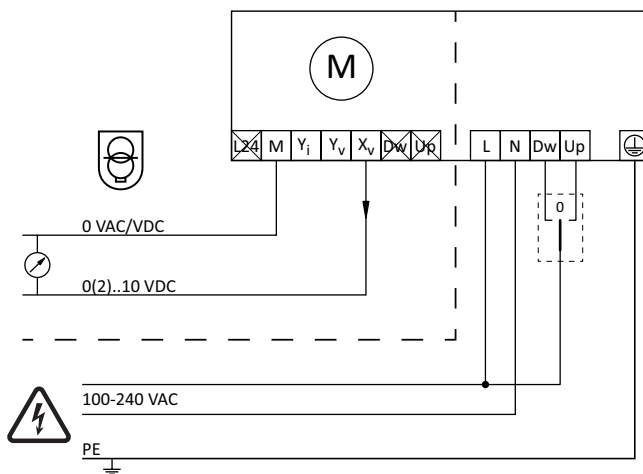 M
L24 M Yi Yv Xv Dw Up L N Dw Up
0
0 VAC/VDC
0(2)..10 VDC
100-240 VAC
PE